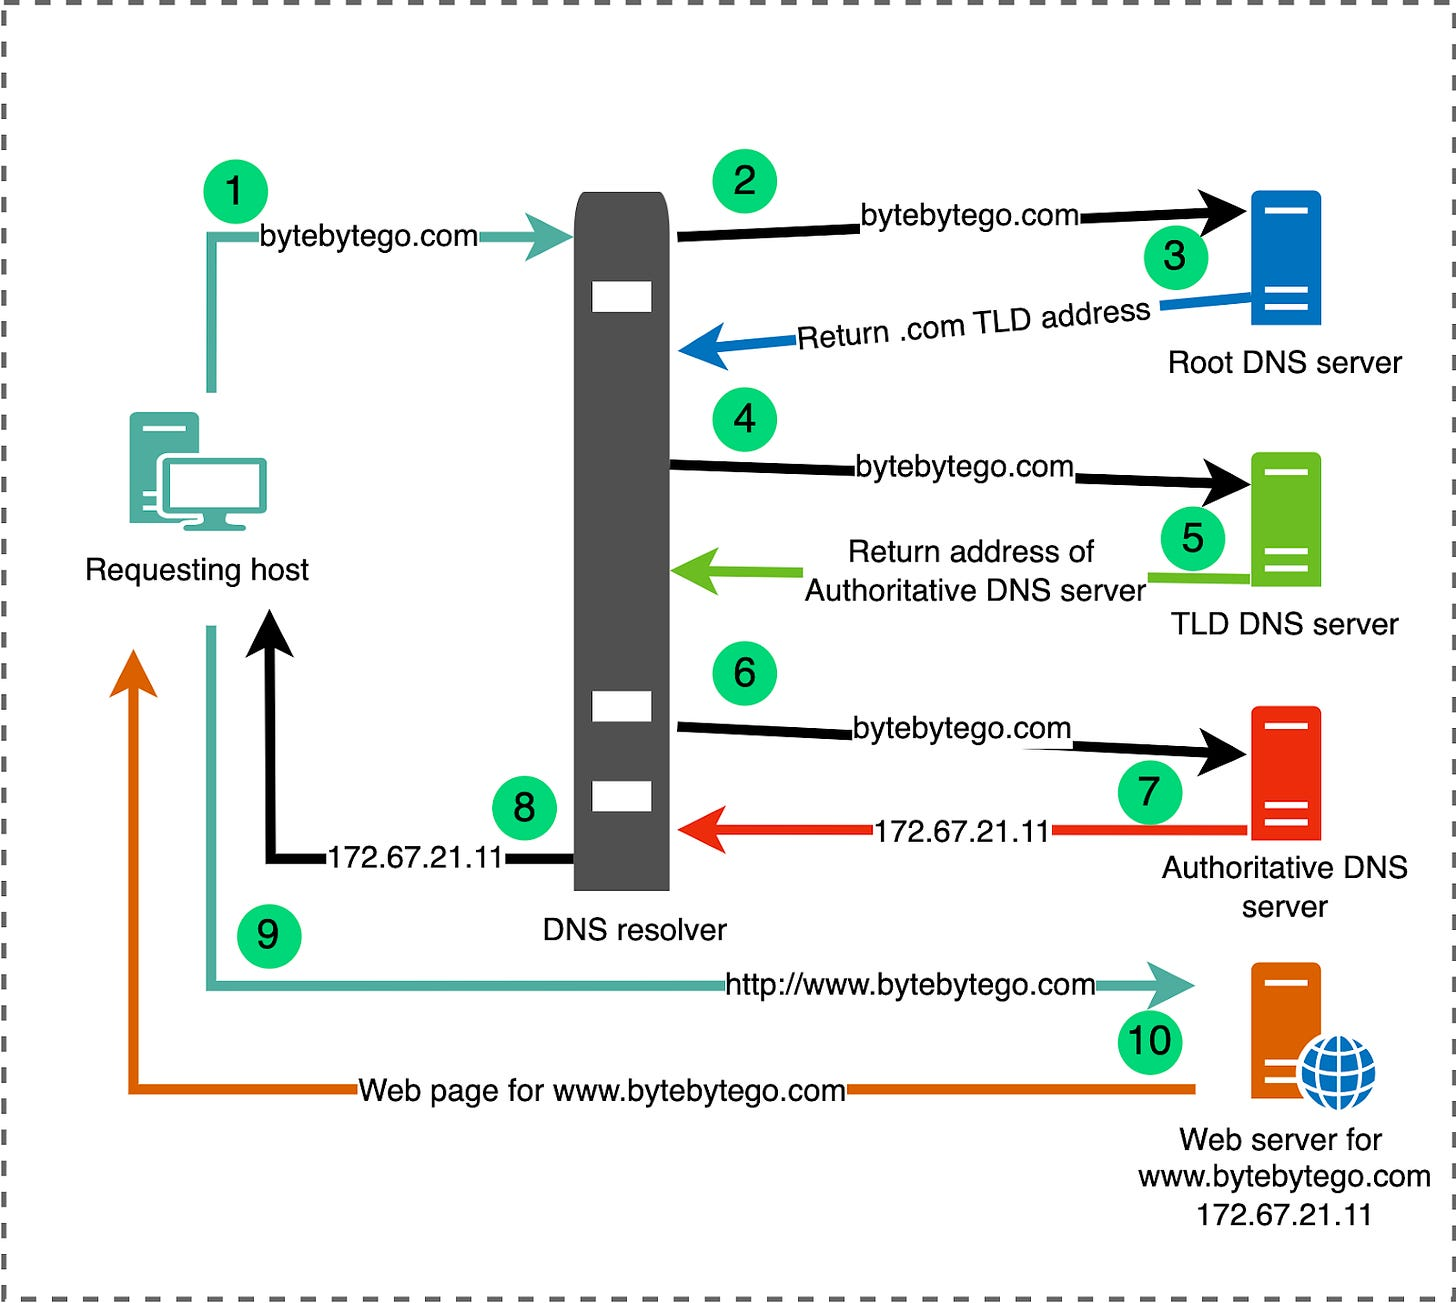 1
bytebytego.com
2
bytebytego.com
3
Return .com TLD address
Root DNS server
4
bytebytego.com
5
Return address of
Authoritative DNS server
TLD DNS server
Requesting host
6
bytebytego.com
7
172.67.21.11
Authoritative DNS
server
8
172.67.21.11
DNS resolver
9
http://www.bytebytego.com
10
Web page for www.bytebytego.com
Web server for
www.bytebytego.com
172.67.21.11